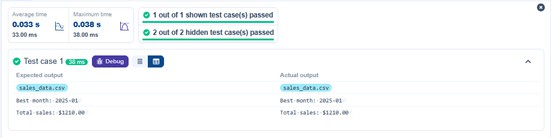 Average time
Maximum time
0.033 s
0.038 s
33.00 ms
38.00 ms
1 out of 1 shown test case(s) passed
2 out of 2 hidden test case(s) passed
Test case 1
38 ms
Debug
Expected output
Actual output
sales_data.csv
sales_data.csv
Best month: 2025-01
Best month: 2025-01
Total sales: $1210.00
Total sales: $1210.00